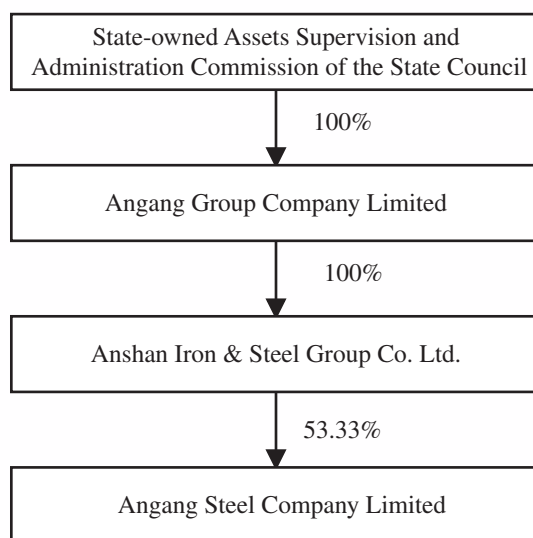 State-owned Assets Supervision and
Administration Commission of the State Council
100%
Angang Group Company Limited
100%
Anshan Iron & Steel Group Co. Ltd.
53.33%
Angang Steel Company Limited